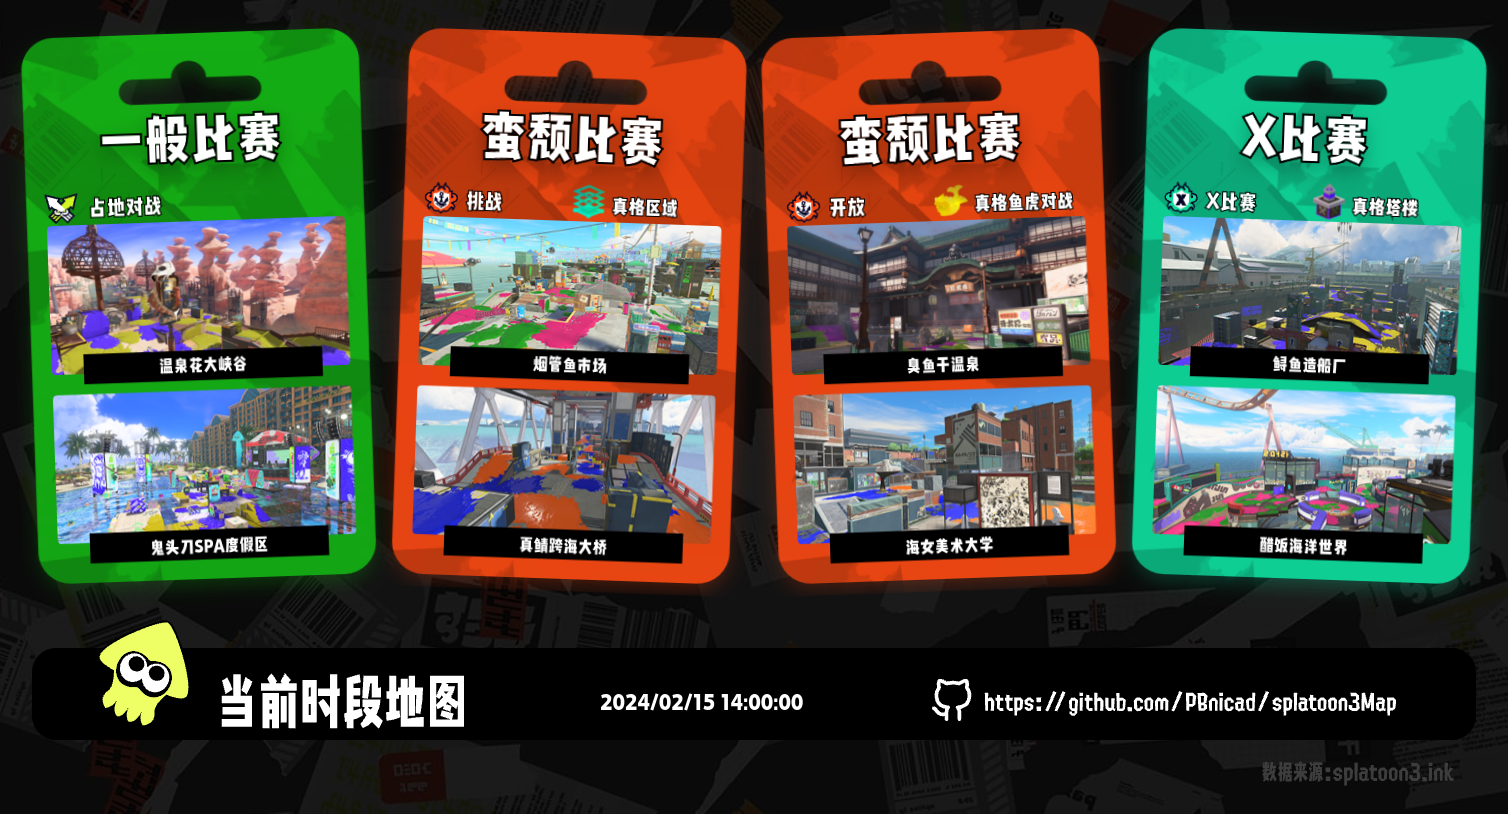 一般比赛
占地对战
温泉花大峡谷
鬼头刀SPA度假区
蛮颓比赛
挑战
真格区域
烟管鱼市场
真鲭跨海大桥
蛮颓比赛
开放
真格鱼虎对战
臭鱼干温泉
海女美术大学
X比赛
X比赛
真格塔楼
鲟鱼造船厂
醋饭海洋世界
当前时段地图
2024/02/15 14:00:00
https://github.com/PBnicad/splatoon3Map
数据来源:splatoon3.ink